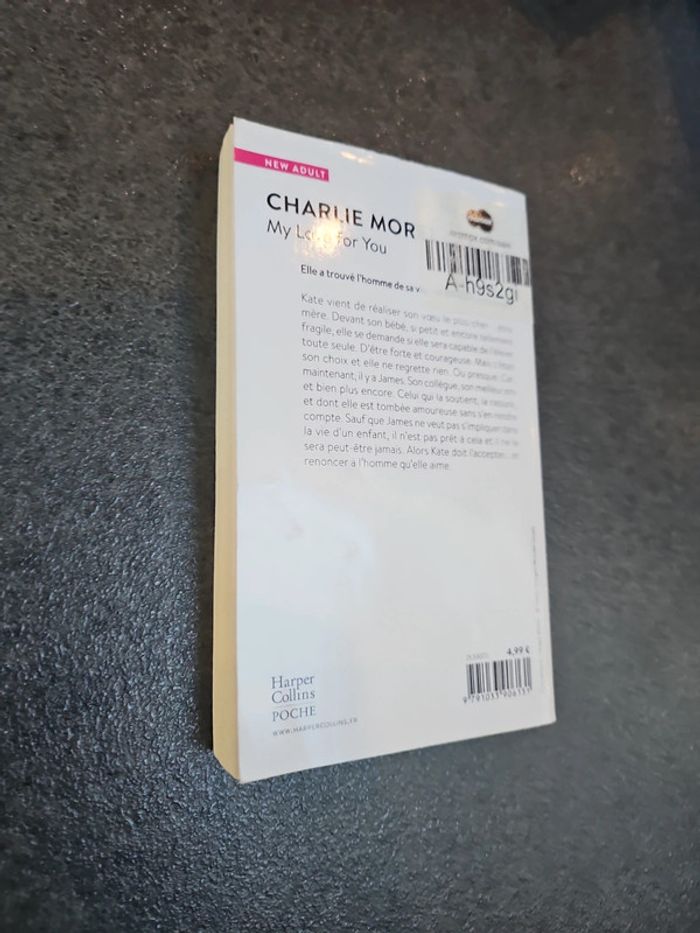 NEW ADULT
CHARLIE MOR
My Love for You
A-h9s2g
Elle a trouvé l'homme de sa
Kate vient de réaliser son vœu le plus cher
mère. Devant son bébé, si petit et encore tellement
fragile, elle se demande si elle sera capable de l'élever
toute seule. D'être forte et courageuse. Mais
son choix et elle ne regrette rien. Ou presque. Car
maintenant, il y a James. Son collègue, son meilleur ami
et bien plus encore. Celui qui la soutient, la rassure
et dont elle est tombée amoureuse sans s'en rendre
compte. Sauf que James ne veut pas s'impliquer dans
la vie d'un enfant, il n'est pas prêt à cela et il ne le
sera peut-être jamais. Alors Kate doit l'accepter et
renoncer à l'homme qu'elle aime.
4,99 €
9 791033 906131
Harper
Collins
POCHE
WWW.HARPERCOLLINS.FR